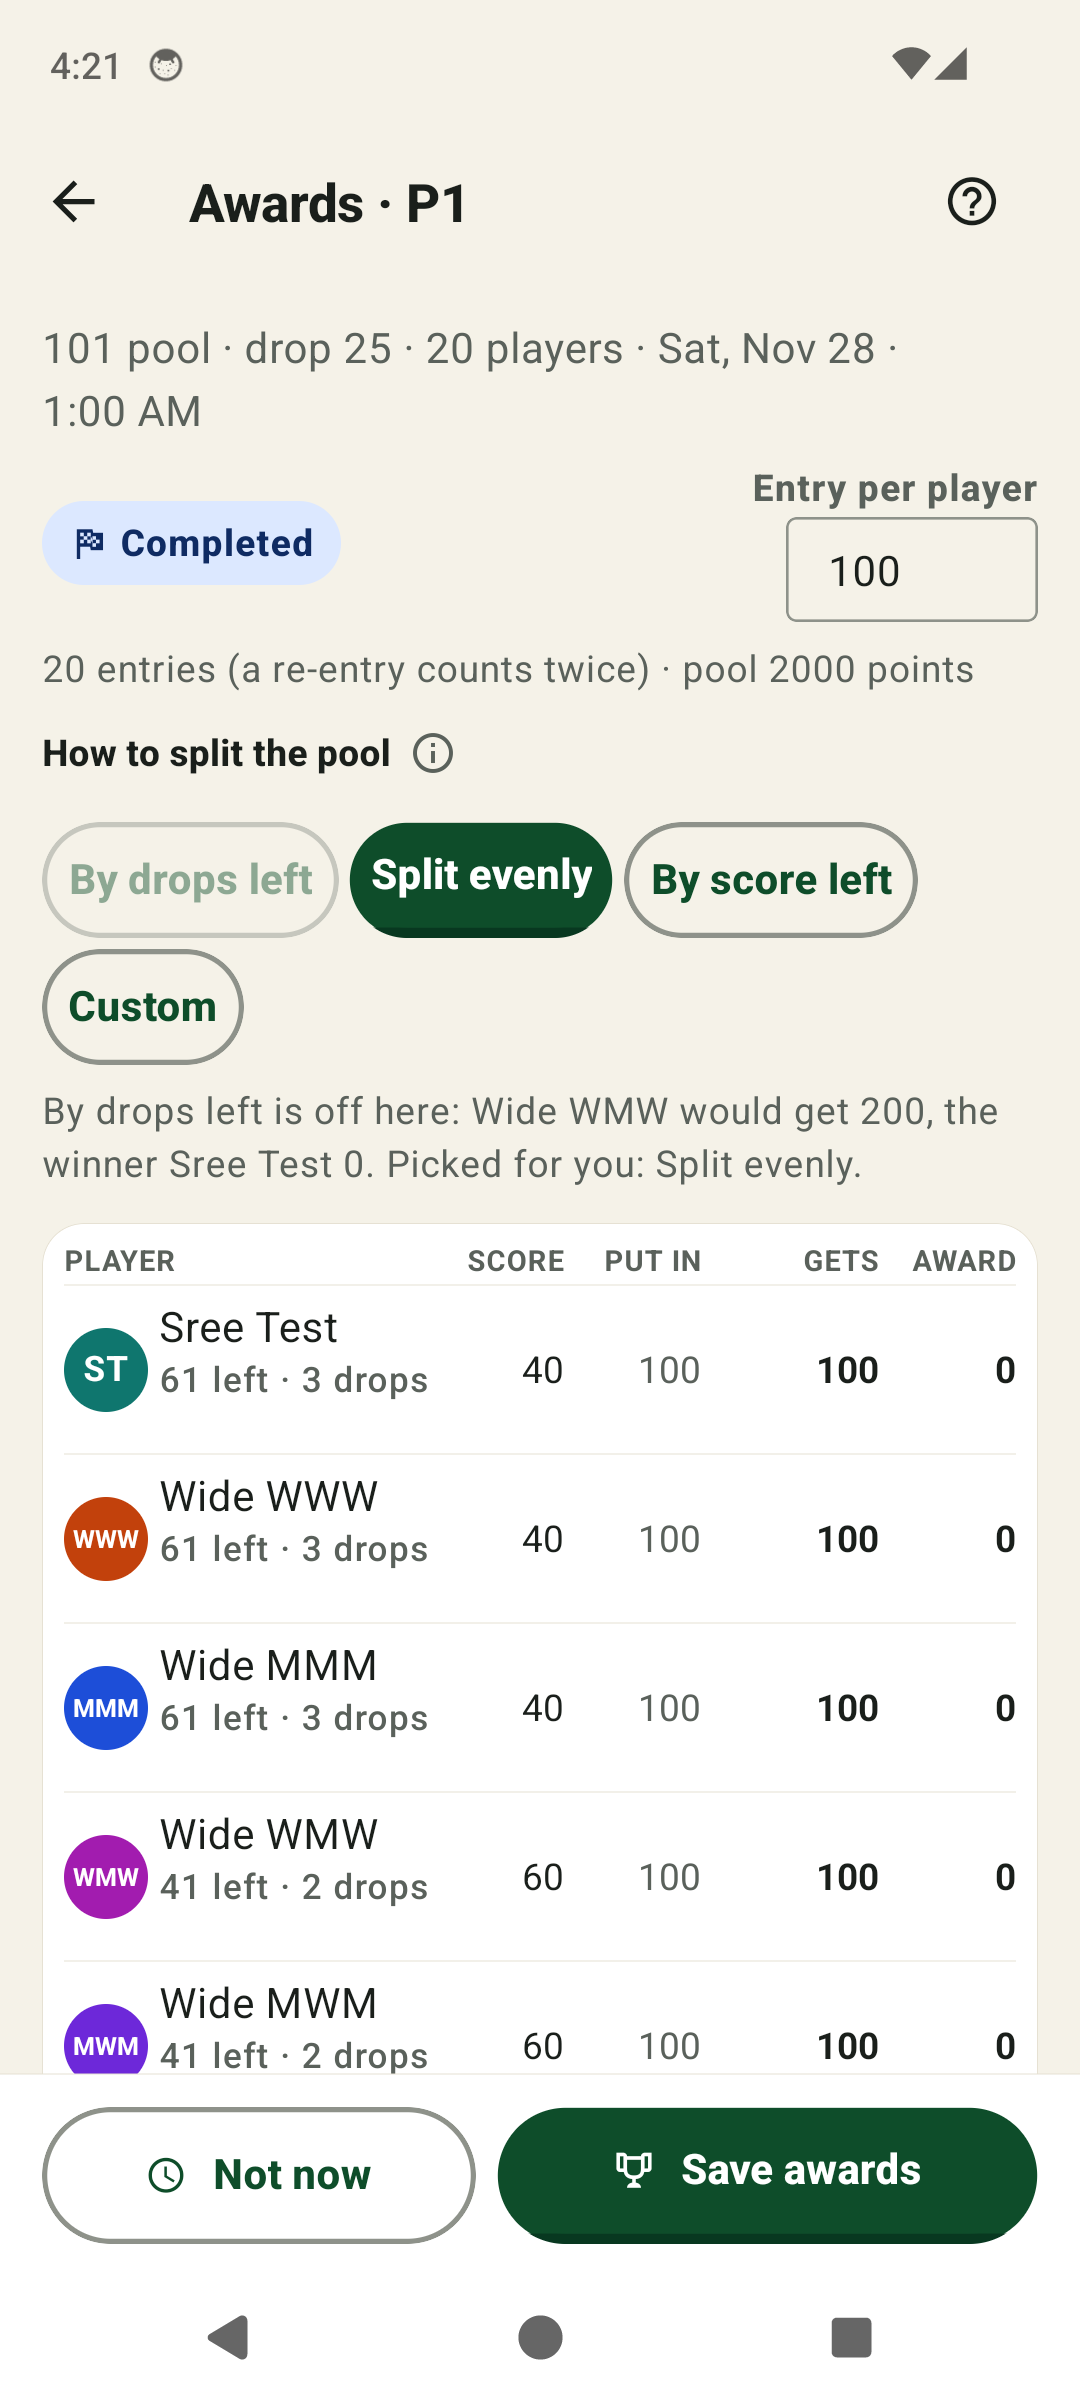 4:21
Awards · P1
101 pool · drop 25 · 20 players · Sat, Nov 28 ·
1:00 AM
Entry per player
Completed
100
20 entries (a re-entry counts twice) · pool 2000 points
How to split the pool
By drops left
Split evenly
By score left
Custom
By drops left is off here: Wide WMW would get 200, the
winner Sree Test 0. Picked for you: Split evenly.
PLAYER SCORE PUT IN GETS AWARD
Sree Test
ST 61 left · 3 drops 40 100 100 0
Wide WWW
WWW 61 left · 3 drops 40 100 100 0
Wide MMM
MMM 61 left · 3 drops 40 100 100 0
Wide WMW
WMW 41 left · 2 drops 60 100 100 0
Wide MWM
MWM 41 left · 2 drops 60 100 100 0
Not now
Save awards